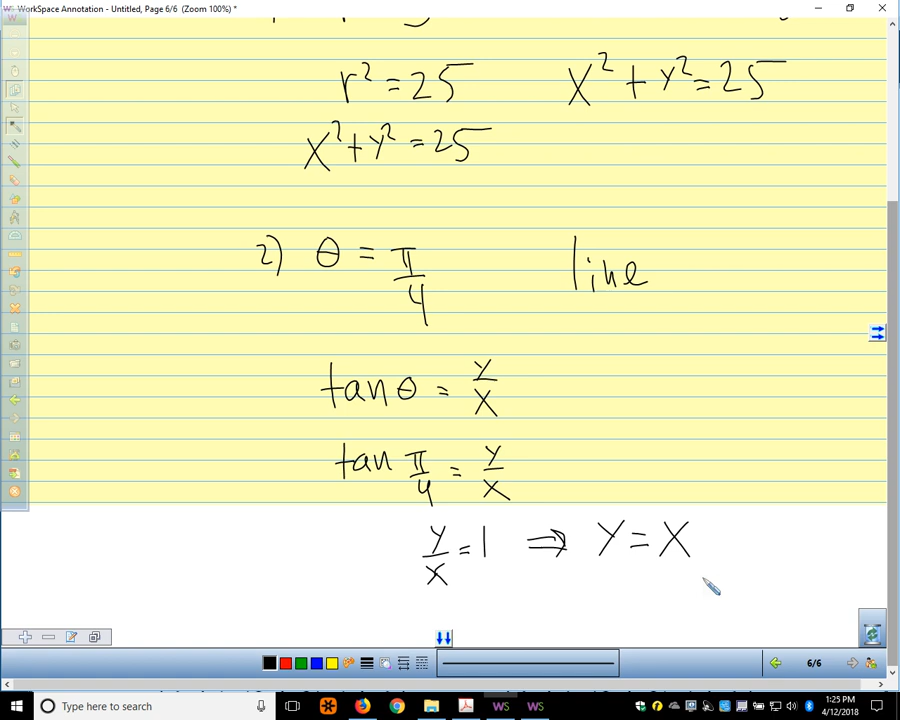 WorkSpace Annotation - Untitled, Page 6/6 (Zoom 100%) *
r² = 25
x² + y² = 25
x² + y² = 25
2) θ = π/4
line
tan θ = y/x
tan π/4 = y/x
y/x = 1 ⇒ y = x
6/6
Type here to search
1:25 PM
4/12/2018